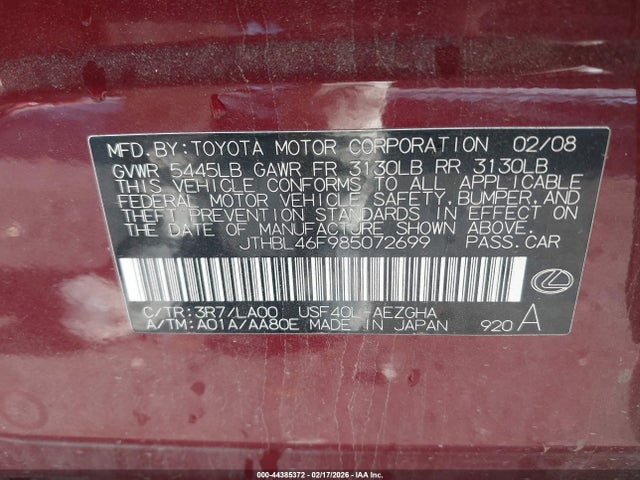 MFD. BY:TOYOTA MOTOR CORPORATION 02/08
GVWR 5445LB GAWR FR 3130LB RR 3130LB
THIS VEHICLE CONFORMS TO ALL APPLICABLE
FEDERAL MOTOR VEHICLE SAFETY,BUMPER,AND
THEFT PREVENTION STANDARDS IN EFFECT ON
THE DATE OF MANUFACTURE SHOWN ABOVE.
JTHBL46F985072699 PASS.CAR
C/TR:3R7/LA00 USF40L-AEZGHA
A/TM:A01A/AA80E MADE IN JAPAN 920 A
000-44385372 - 02/17/2026 - IAA Inc.